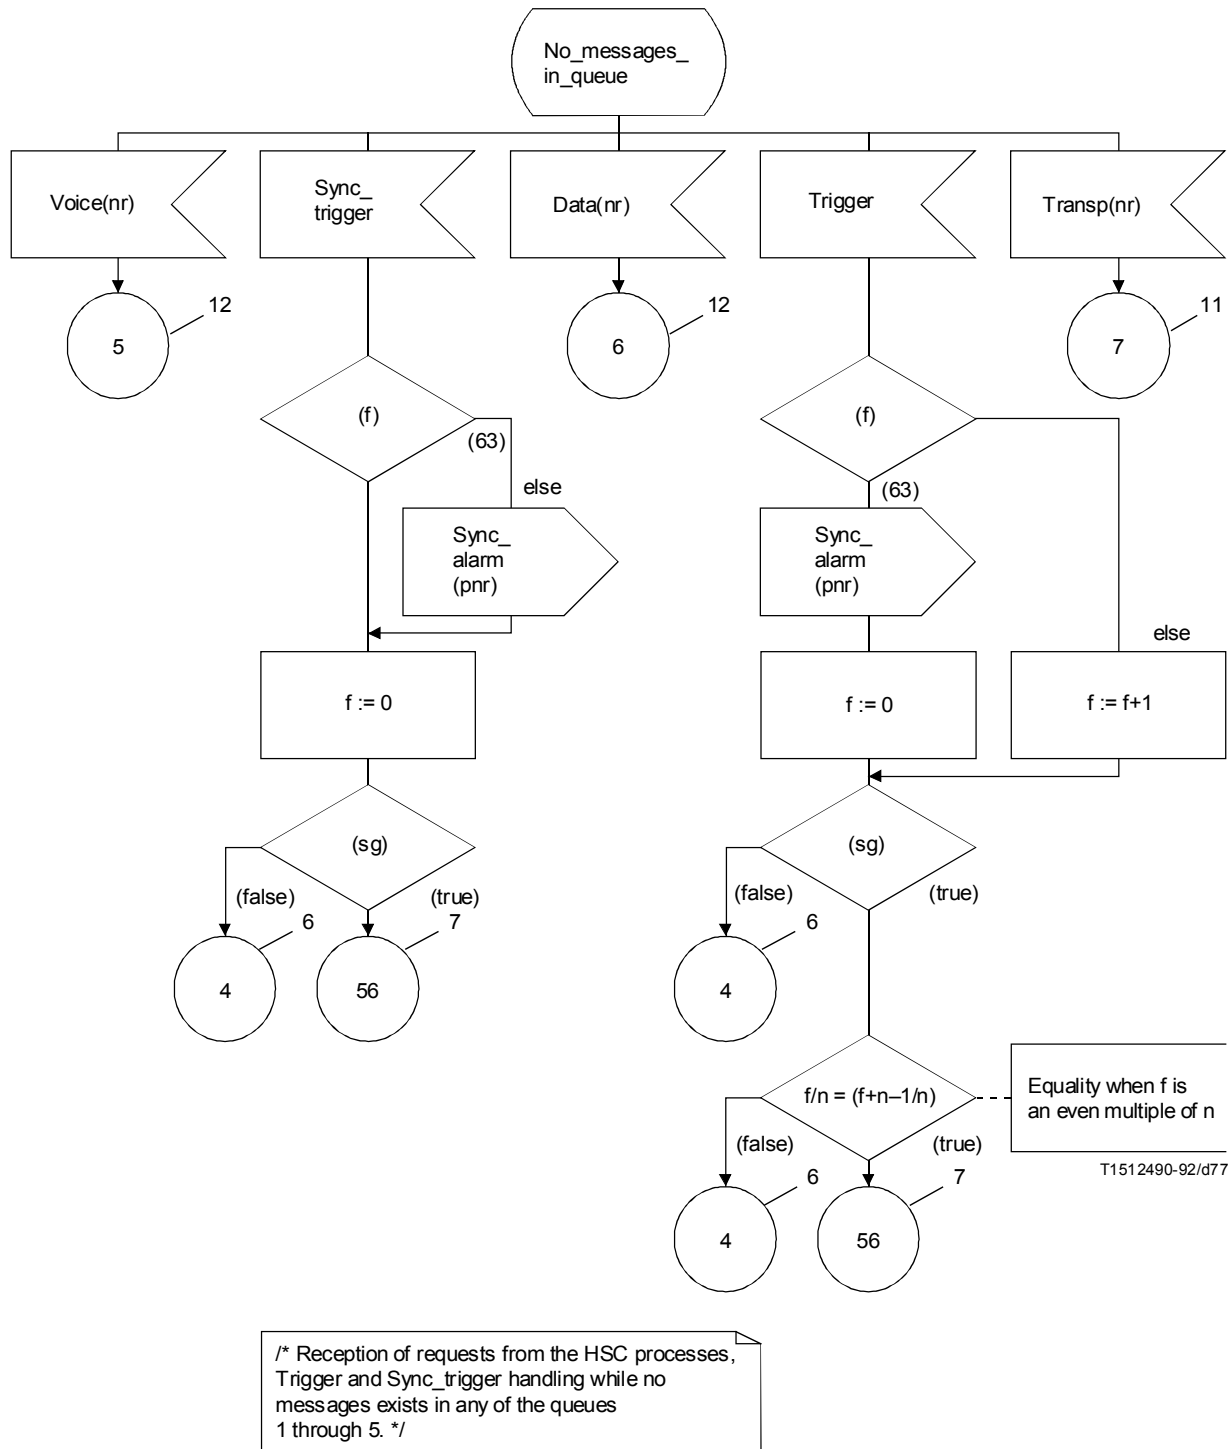 No_messages_
in_queue
Voice(nr)
Sync_
trigger
Data(nr)
Trigger
Transp(nr)
5
12
6
12
7
11
(f)
(63)
else
(f)
(63)
else
Sync_
alarm
(pnr)
Sync_
alarm
(pnr)
f := 0
f := 0
f := f+1
(sg)
(false)
(true)
6
7
4
56
(sg)
(false)
(true)
6
4
f/n = (f+n–1/n)
Equality when f is
an even multiple of n
(false)
(true)
6
7
4
56
T1512490-92/d77
/* Reception of requests from the HSC processes,
Trigger and Sync_trigger handling while no
messages exists in any of the queues
1 through 5. */